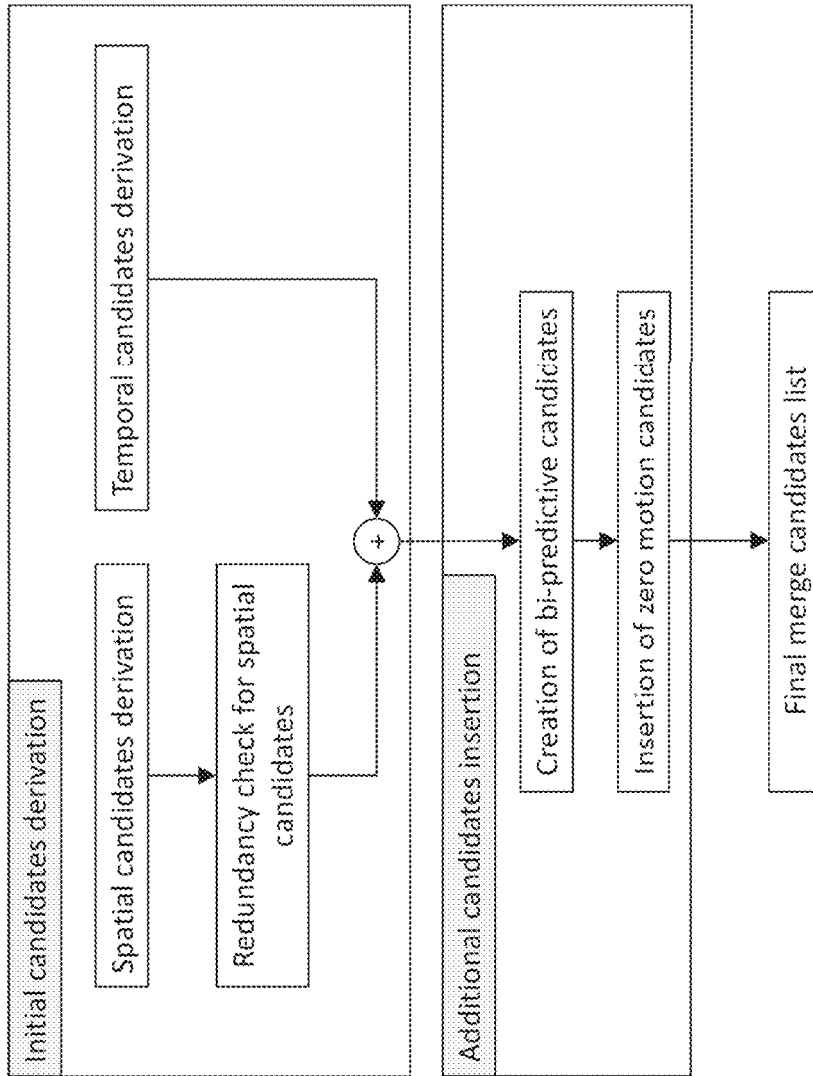 Initial candidates derivation
Spatial candidates derivation
Temporal candidates derivation
Redundancy check for spatial
candidates
+
Additional candidates insertion
Creation of bi-predictive candidates
Insertion of zero motion candidates
Final merge candidates list